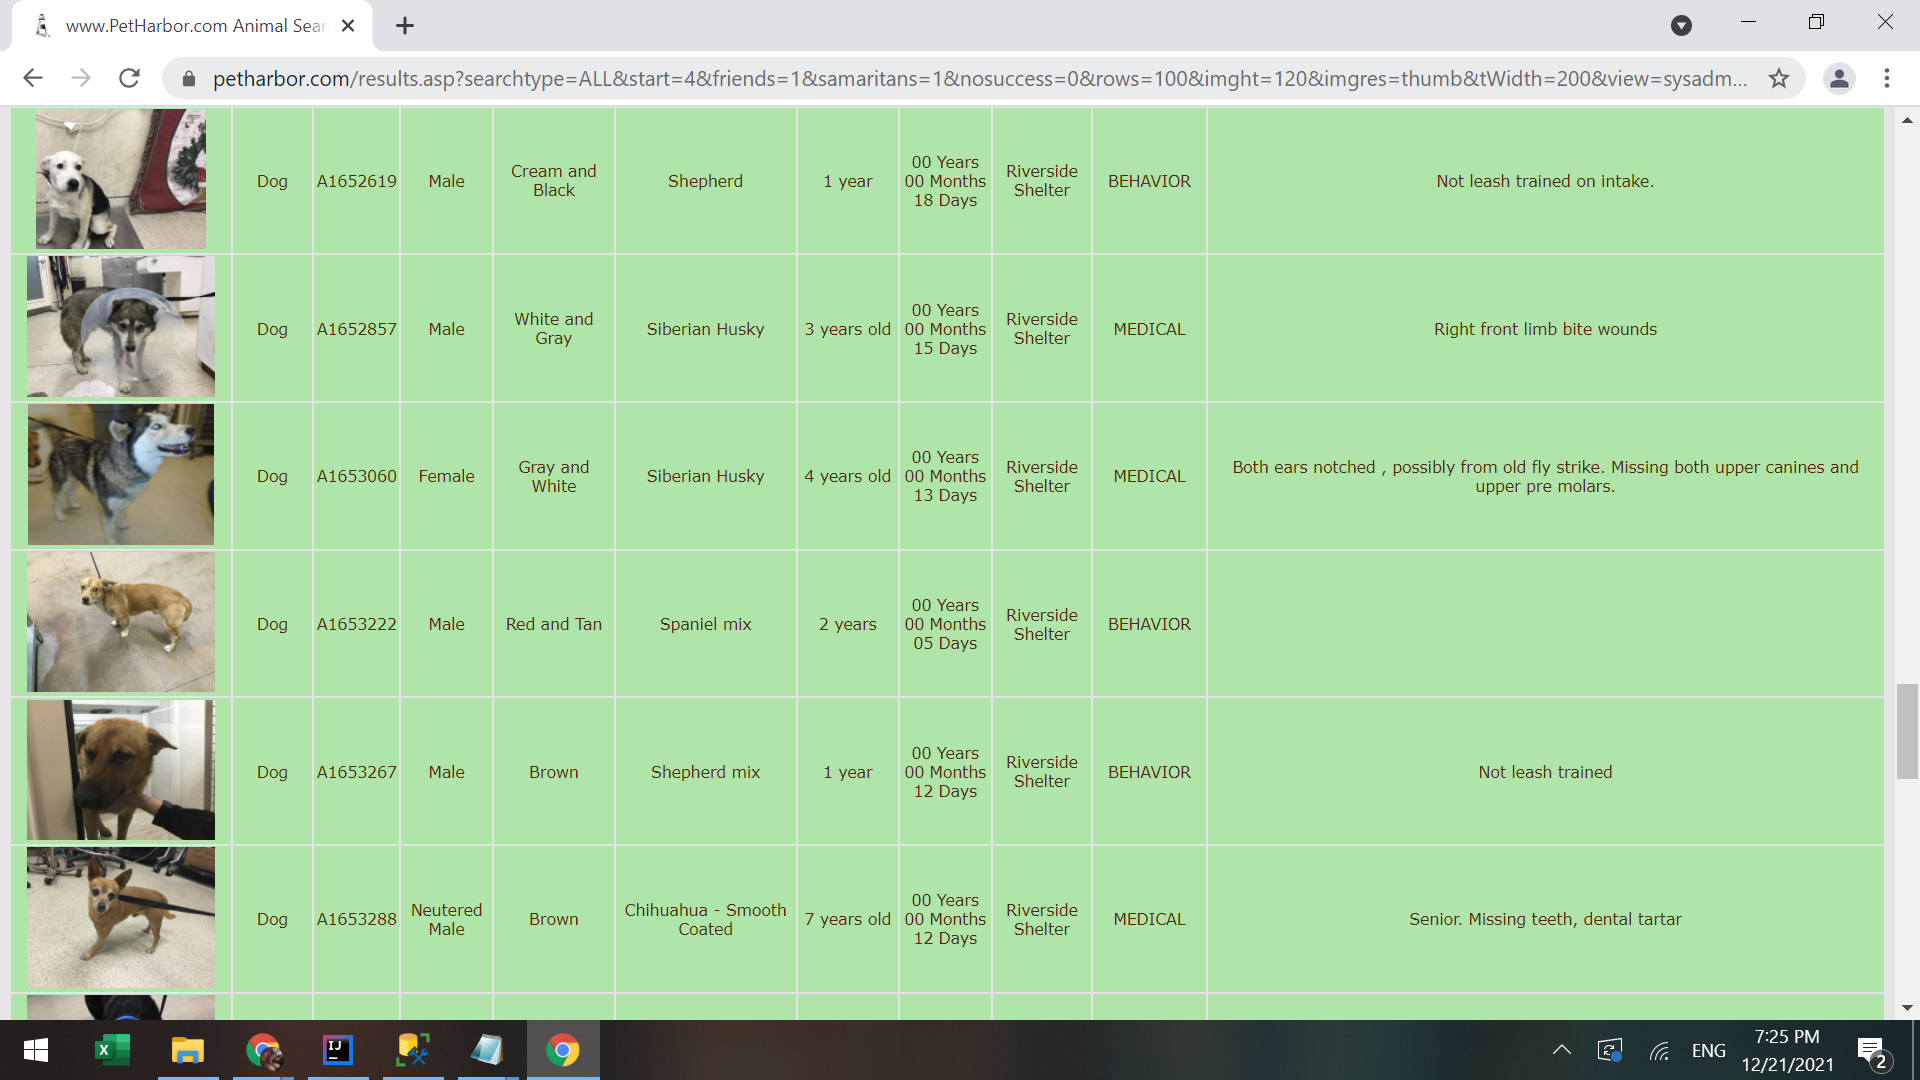 www.PetHarbor.com Animal Sear
petharbor.com/results.asp?searchtype=ALL&start=4&friends=1&samaritans=1&nosuccess=0&rows=100&imght=120&imgres=thumb&tWidth=200&view=sysadm...
Dog
A1652619
Male
Cream and
Black
Shepherd
1 year
00 Years
00 Months
18 Days
Riverside
Shelter
BEHAVIOR
Not leash trained on intake.
Dog
A1652857
Male
White and
Gray
Siberian Husky
3 years old
00 Years
00 Months
15 Days
Riverside
Shelter
MEDICAL
Right front limb bite wounds
Dog
A1653060
Female
Gray and
White
Siberian Husky
4 years old
00 Years
00 Months
13 Days
Riverside
Shelter
MEDICAL
Both ears notched , possibly from old fly strike. Missing both upper canines and
upper pre molars.
Dog
A1653222
Male
Red and Tan
Spaniel mix
2 years
00 Years
00 Months
05 Days
Riverside
Shelter
BEHAVIOR
Dog
A1653267
Male
Brown
Shepherd mix
1 year
00 Years
00 Months
12 Days
Riverside
Shelter
BEHAVIOR
Not leash trained
Dog
A1653288
Neutered
Male
Brown
Chihuahua - Smooth
Coated
7 years old
00 Years
00 Months
12 Days
Riverside
Shelter
MEDICAL
Senior. Missing teeth, dental tartar
X
IJ
ENG
7:25 PM
12/21/2021
2